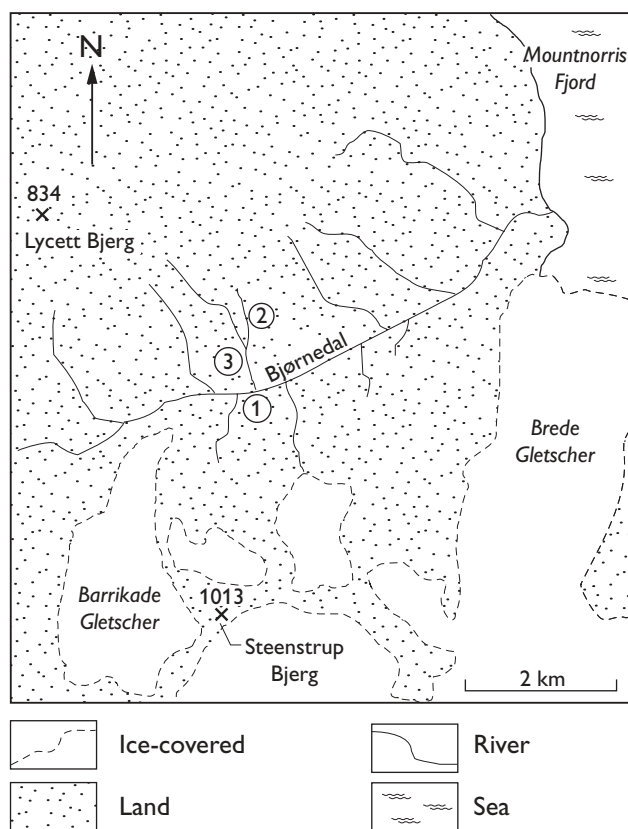 N
Mountnorris
Fjord
834
Lycett Bjerg
2
3
Bjørnedal
1
Brede
Gletscher
Barrikade
Gletscher
1013
Steenstrup
Bjerg
2 km
Ice-covered
River
Land
Sea